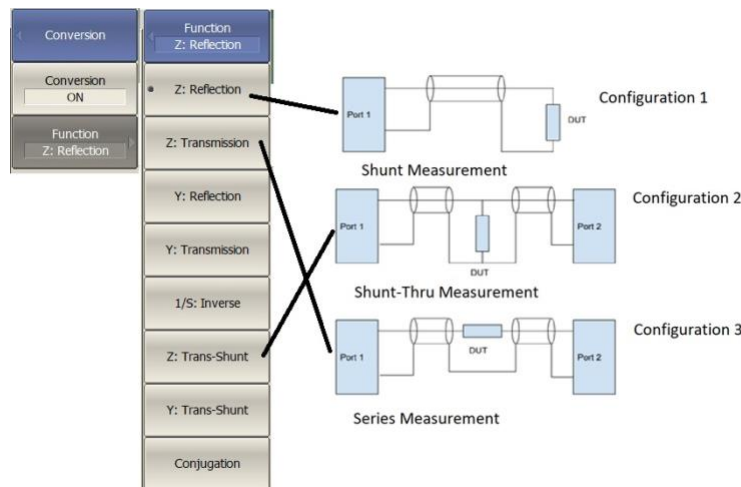 Conversion
Conversion
ON
Function
Z: Reflection
Function
Z: Reflection
Z: Reflection
Z: Transmission
Y: Reflection
Y: Transmission
1/S: Inverse
Z: Trans-Shunt
Y: Trans-Shunt
Conjugation
Port 1
DUT
Configuration 1
Shunt Measurement
Port 1
DUT
Port 2
Configuration 2
Shunt-Thru Measurement
Port 1
DUT
Port 2
Configuration 3
Series Measurement